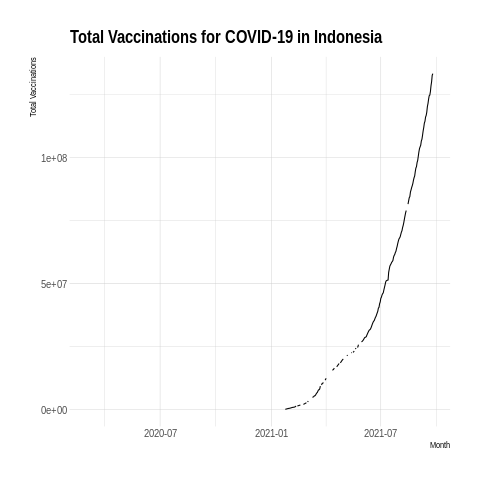 Total Vaccinations for COVID-19 in Indonesia
Total Vaccinations
1e+08
5e+07
0e+00
2020-07 2021-01 2021-07
Month